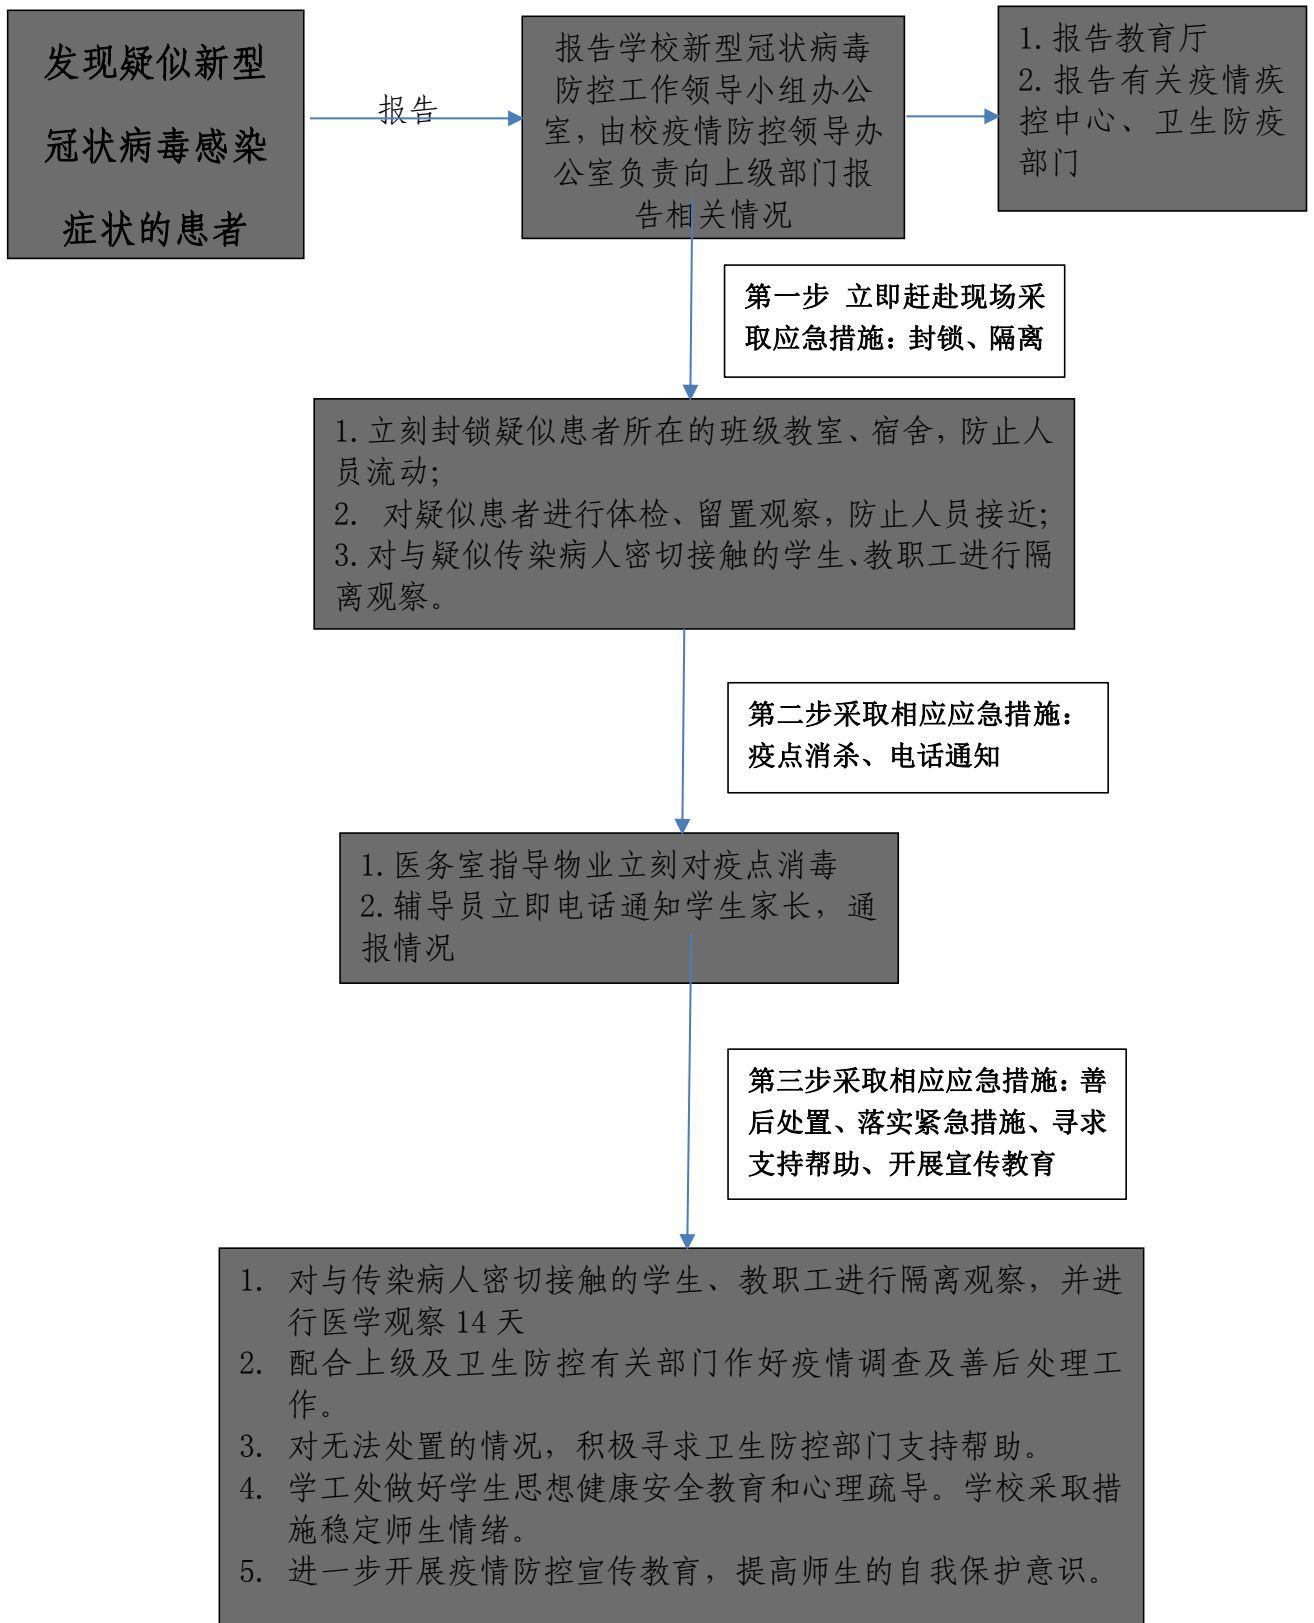 发现疑似新型
冠状病毒感染
症状的患者
报告
报告学校新型冠状病毒
防控工作领导小组办公
室，由校疫情防控领导办
公室负责向上级部门报
告相关情况
1.报告教育厅
2.报告有关疫情疾
控中心、卫生防疫
部门
第一步 立即赶赴现场采
取应急措施：封锁、隔离
1.立刻封锁疑似患者所在的班级教室、宿舍，防止人
员流动；
2. 对疑似患者进行体检、留置观察，防止人员接近；
3.对与疑似传染病人密切接触的学生、教职工进行隔
离观察。
第二步采取相应应急措施：
疫点消杀、电话通知
1.医务室指导物业立刻对疫点消毒
2.辅导员立即电话通知学生家长，通
报情况
第三步采取相应应急措施：善
后处置、落实紧急措施、寻求
支持帮助、开展宣传教育
1. 对与传染病人密切接触的学生、教职工进行隔离观察，并进
行医学观察 14 天
2. 配合上级及卫生防控有关部门作好疫情调查及善后处理工
作。
3. 对无法处置的情况，积极寻求卫生防控部门支持帮助。
4. 学工处做好学生思想健康安全教育和心理疏导。学校采取措
施稳定师生情绪。
5. 进一步开展疫情防控宣传教育，提高师生的自我保护意识。